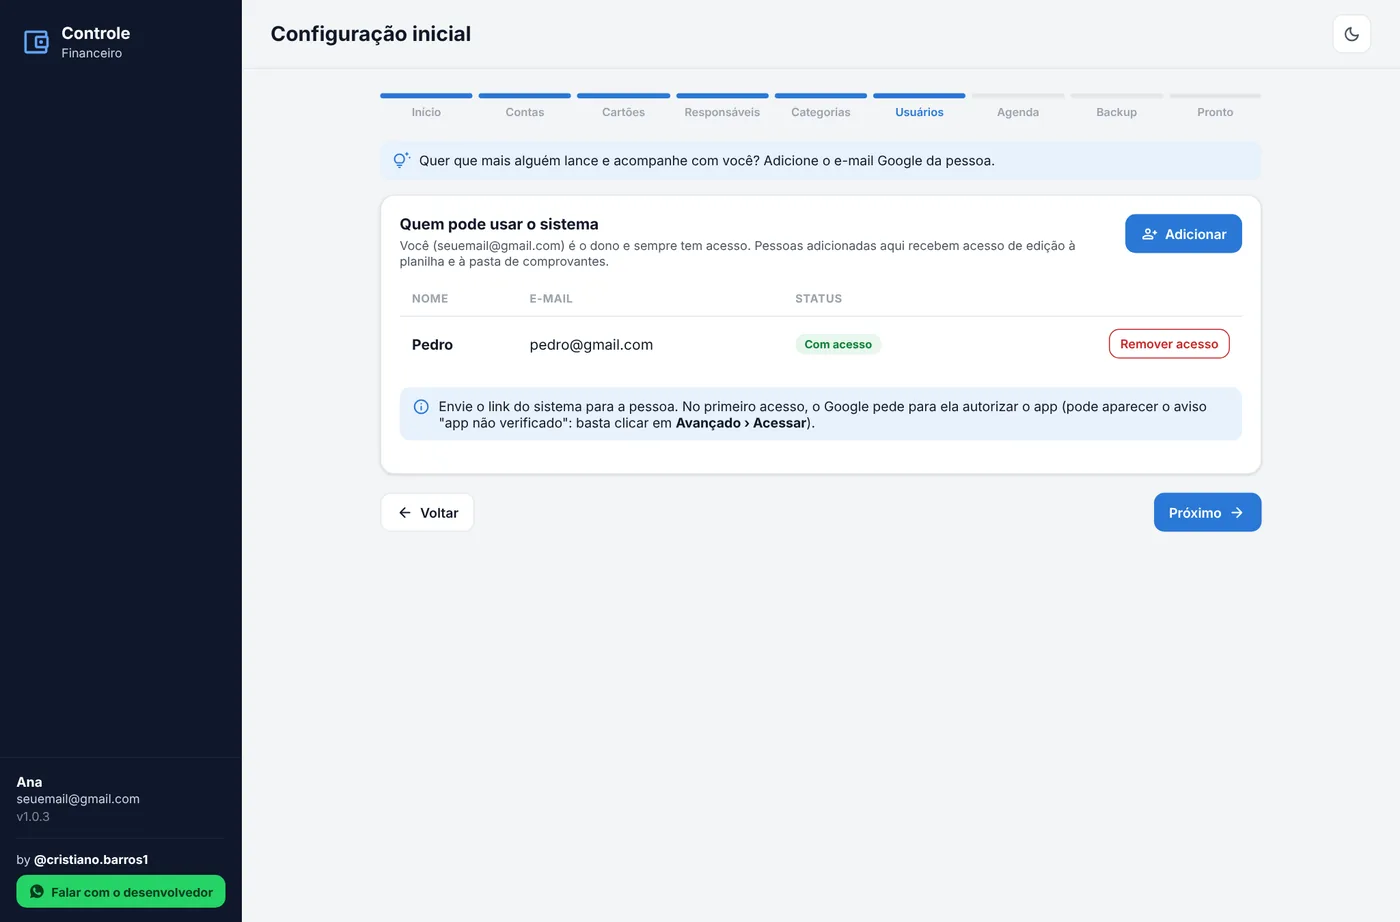 Controle
Financeiro
Configuração inicial
Início
Contas
Cartões
Responsáveis
Categorias
Usuários
Agenda
Backup
Pronto
Quer que mais alguém lance e acompanhe com você? Adicione o e-mail Google da pessoa.
Quem pode usar o sistema
Você (seuemail@gmail.com) é o dono e sempre tem acesso. Pessoas adicionadas aqui recebem acesso de edição à
planilha e à pasta de comprovantes.
Adicionar
NOME
E-MAIL
STATUS
Pedro
pedro@gmail.com
Com acesso
Remover acesso
Envie o link do sistema para a pessoa. No primeiro acesso, o Google pede para ela autorizar o app (pode aparecer o aviso
"app não verificado": basta clicar em Avançado › Acessar).
Voltar
Próximo
Ana
seuemail@gmail.com
v1.0.3
by @cristiano.barros1
Falar com o desenvolvedor